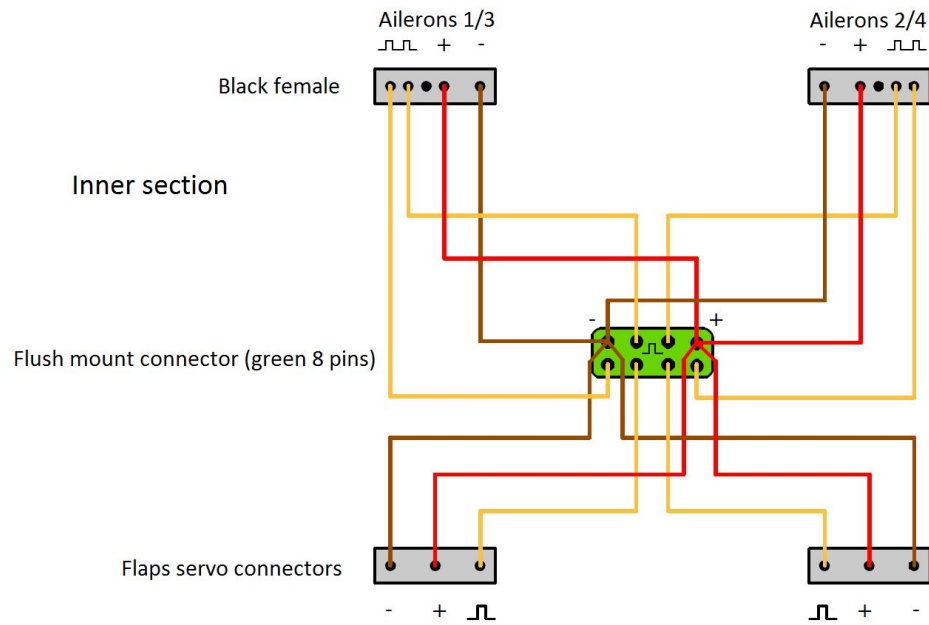 Ailerons 1/3
Ailerons 2/4
+ -
- +
Black female
Inner section
- +
Flush mount connector (green 8 pins)
Flaps servo connectors
- +
+ -